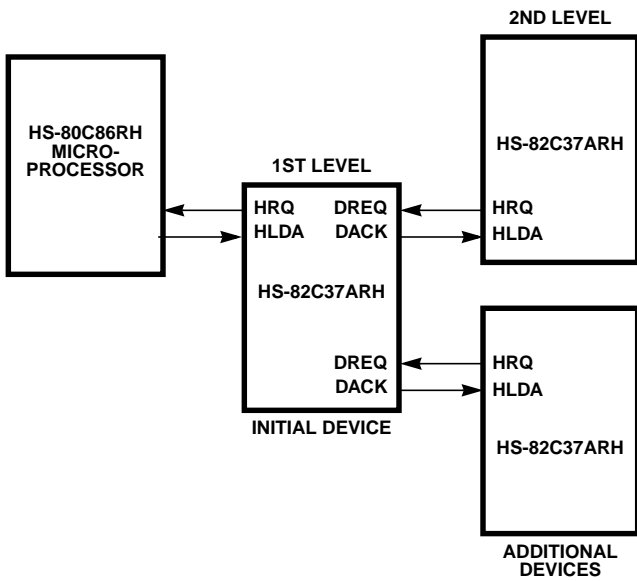 2ND LEVEL
HS-80C86RH
MICRO-
PROCESSOR
HS-82C37ARH
1ST LEVEL
HRQ DREQ HRQ
HLDA DACK HLDA
HS-82C37ARH
DREQ HRQ
DACK HLDA
INITIAL DEVICE
HS-82C37ARH
ADDITIONAL
DEVICES